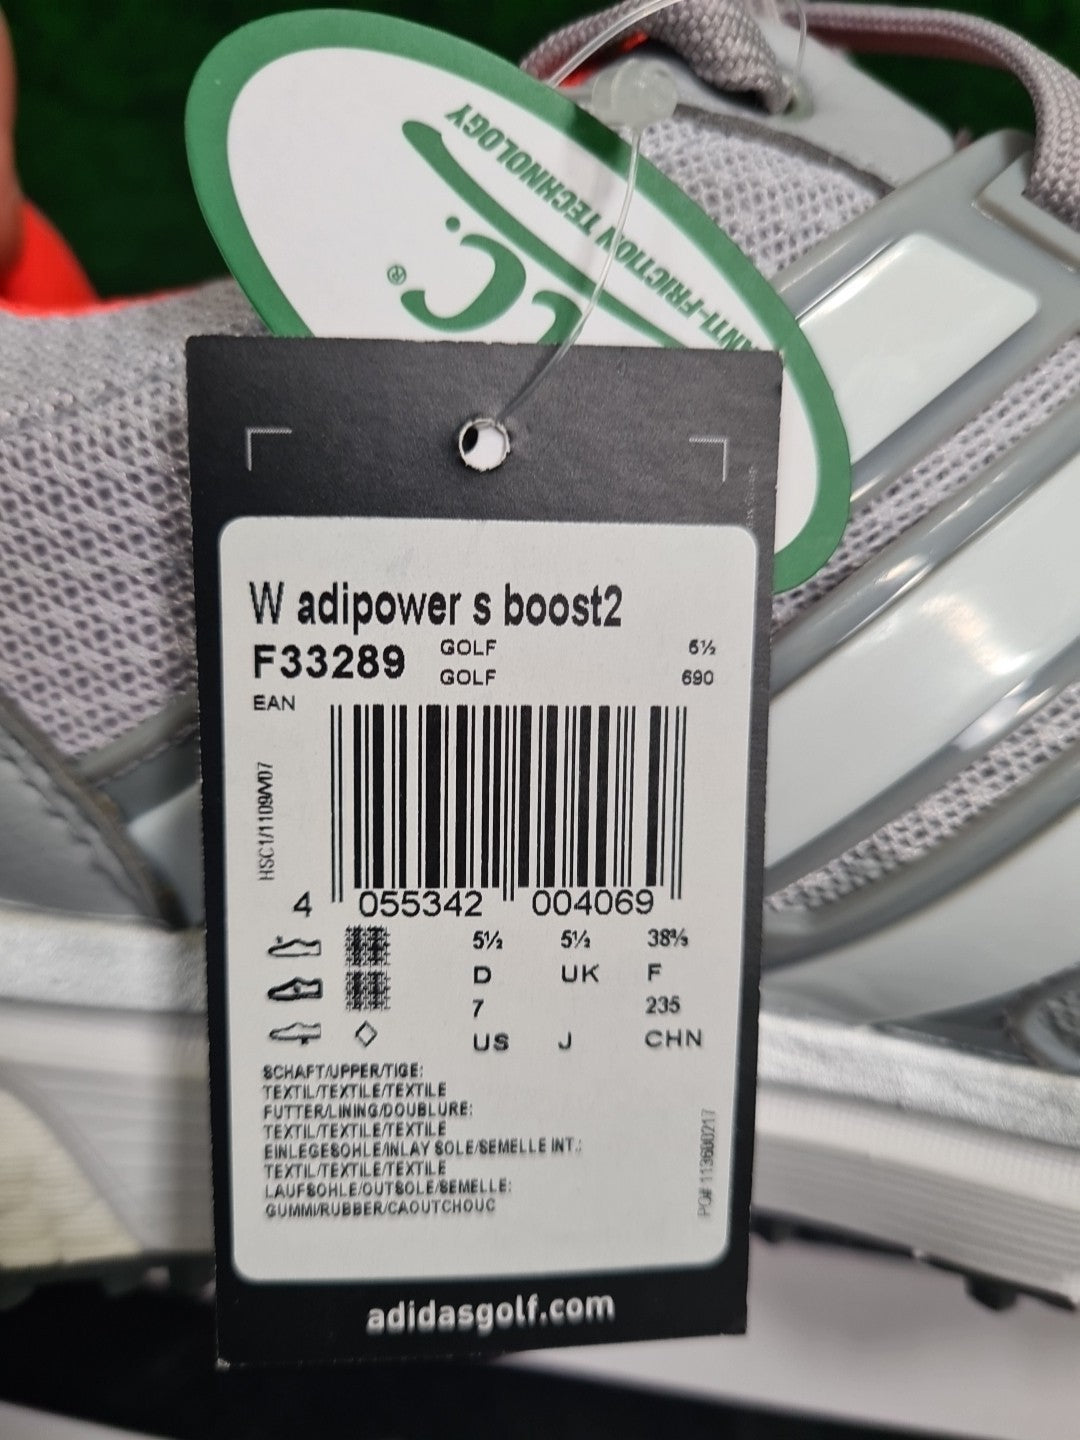 ANTI-FRICTION TECHNOLOGY
®
W adipower s boost2
F33289 GOLF 6½
GOLF 690
EAN
HSC1/1109/V07
4 055342 004069
5½ 5½ 38⅔
D UK F
7 235
US J CHN
SCHAFT/UPPER/TIGE:
TEXTIL/TEXTILE/TEXTILE
FUTTER/LINING/DOUBLURE:
TEXTIL/TEXTILE/TEXTILE
EINLEGESOHLE/INLAY SOLE/SEMELLE INT.:
TEXTIL/TEXTILE/TEXTILE
LAUFSOHLE/OUTSOLE/SEMELLE:
GUMMI/RUBBER/CAOUTCHOUC
PO# 113600217
adidasgolf.com